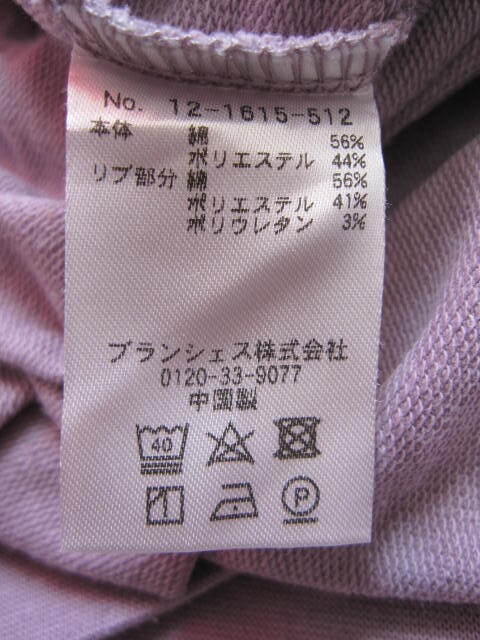 No. 12-1615-512
本体 綿 56%
ポリエステル 44%
リブ部分 綿 56%
ポリエステル 41%
ポリウレタン 3%
ブランシェス株式会社
0120-33-9077
中国製
40
P